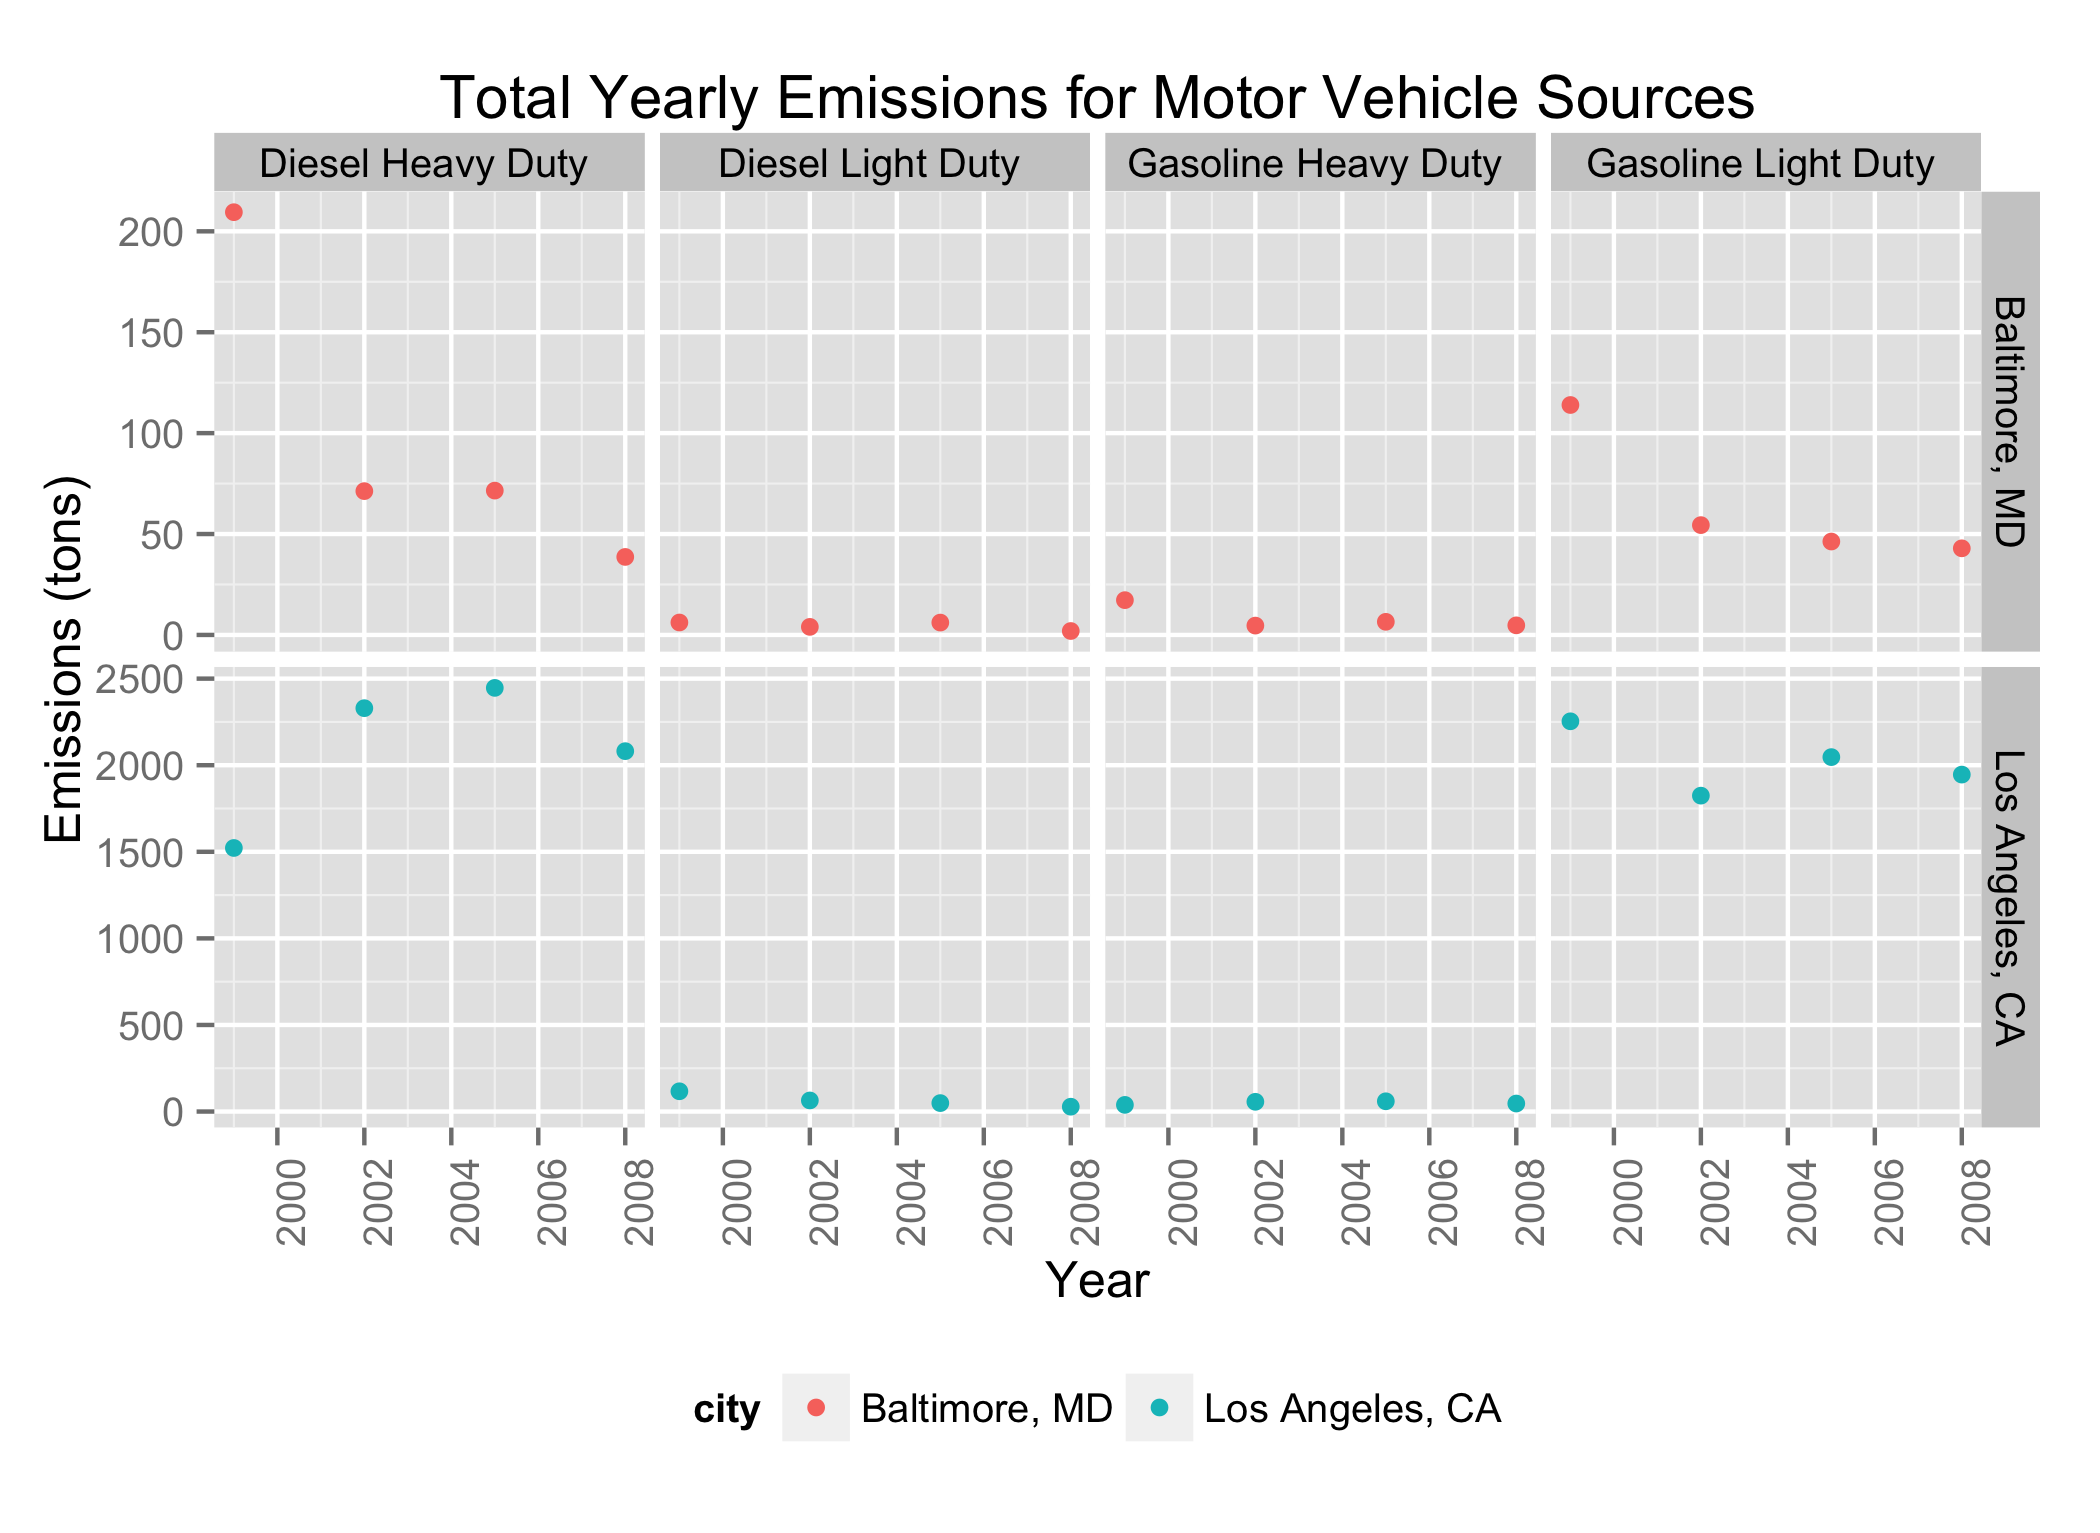 Total Yearly Emissions for Motor Vehicle Sources
Diesel Heavy Duty Diesel Light Duty Gasoline Heavy Duty Gasoline Light Duty
200
150
100
50
0
Baltimore, MD
Emissions (tons)
2500
2000
1500
1000
500
0
Los Angeles, CA
2000 2002 2004 2006 2008 2000 2002 2004 2006 2008 2000 2002 2004 2006 2008 2000 2002 2004 2006 2008
Year
city Baltimore, MD Los Angeles, CA